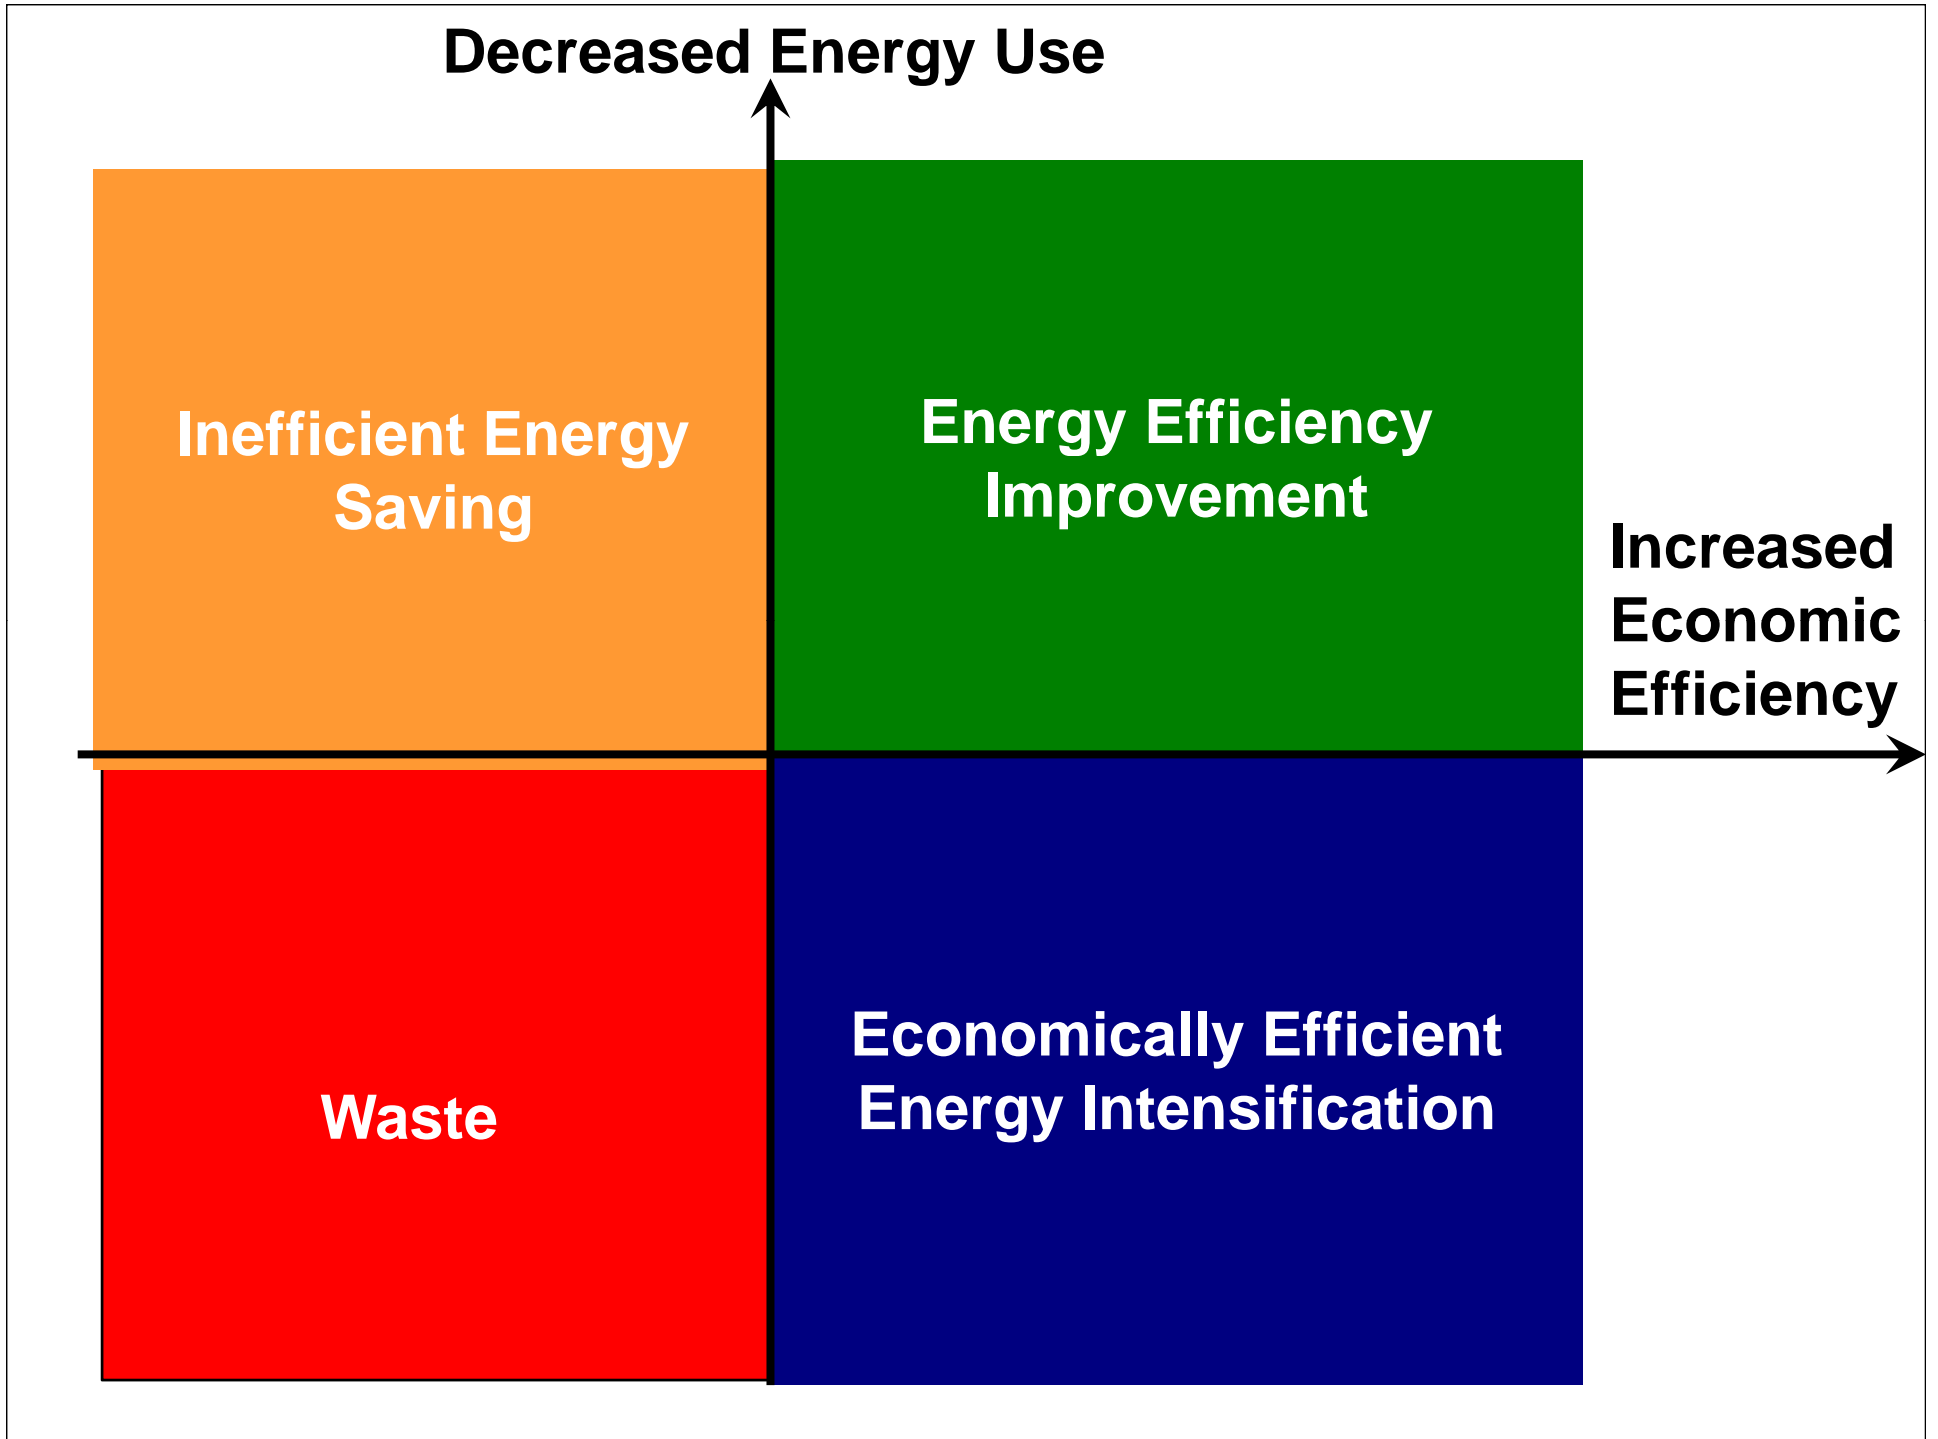 Decreased Energy Use
Inefficient Energy
Saving
Energy Efficiency
Improvement
Increased
Economic
Efficiency
Waste
Economically Efficient
Energy Intensification